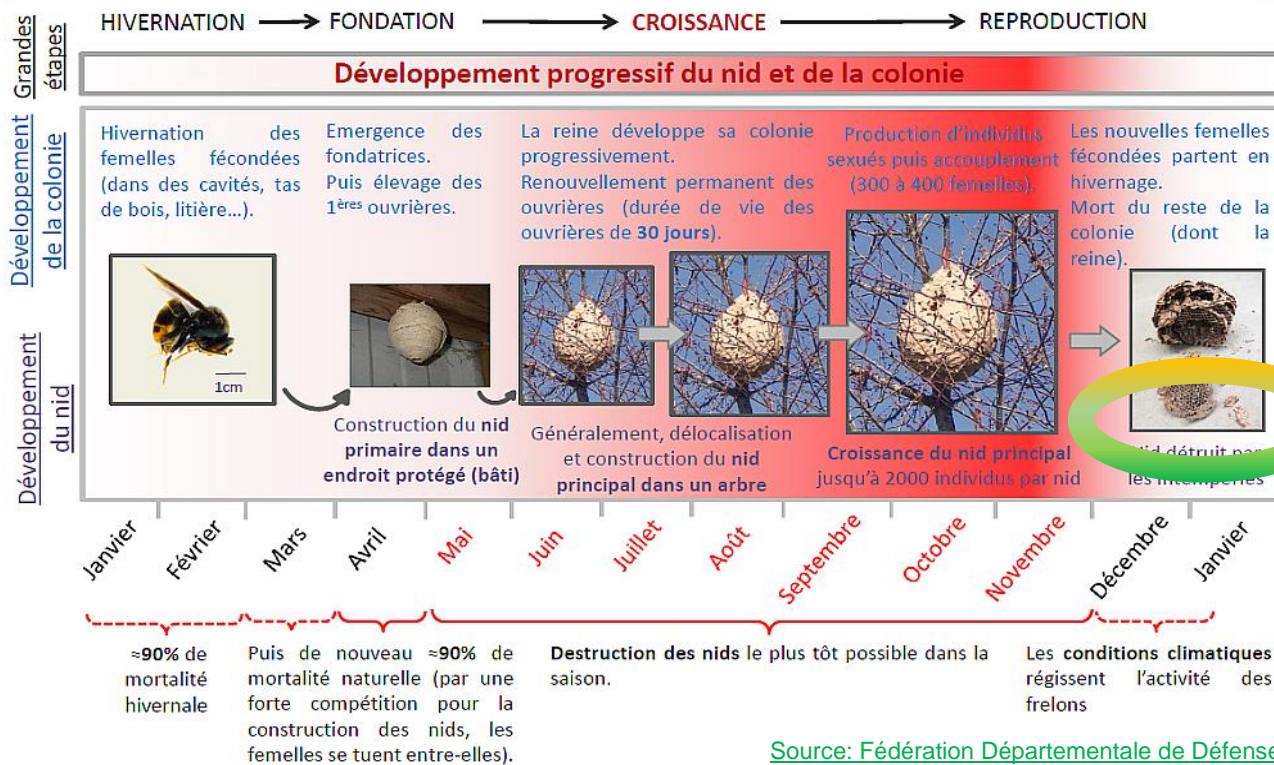 Grandes étapes
HIVERNATION → FONDATION → CROISSANCE → REPRODUCTION
Développement progressif du nid et de la colonie
Développement de la colonie
Hivernation des
femelles fécondées
(dans des cavités, tas
de bois, litière...).
Emergence des
fondatrices.
Puis élevage des
1ères ouvrières.
La reine développe sa colonie
progressivement.
Renouvellement permanent des
ouvrières (durée de vie des
ouvrières de 30 jours).
Production d'individus
sexués puis accouplement
(300 à 400 femelles).
Les nouvelles femelles
fécondées partent en
hivernage.
Mort du reste de la
colonie (dont la
reine).
Développement du nid
1cm
Construction du nid
primaire dans un
endroit protégé (bâti)
Généralement, délocalisation
et construction du nid
principal dans un arbre
Croissance du nid principal
jusqu'à 2000 individus par nid
Nid détruit par
les intempéries
Janvier
Février
Mars
Avril
Mai
Juin
Juillet
Août
Septembre
Octobre
Novembre
Décembre
Janvier
≈90% de
mortalité
hivernale
Puis de nouveau ≈90% de
mortalité naturelle (par une
forte compétition pour la
construction des nids, les
femelles se tuent entre-elles).
Destruction des nids le plus tôt possible dans la
saison.
Les conditions climatiques
régissent l'activité des
frelons
Source: Fédération Départementale de Défense